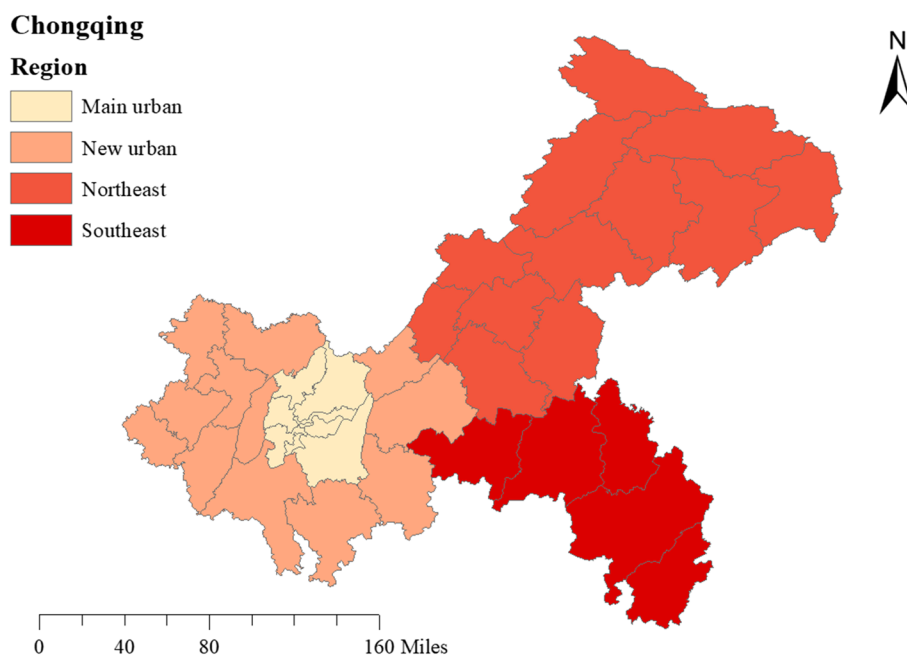 Chongqing
Region
Main urban
New urban
Northeast
Southeast
N
0 40 80 160 Miles